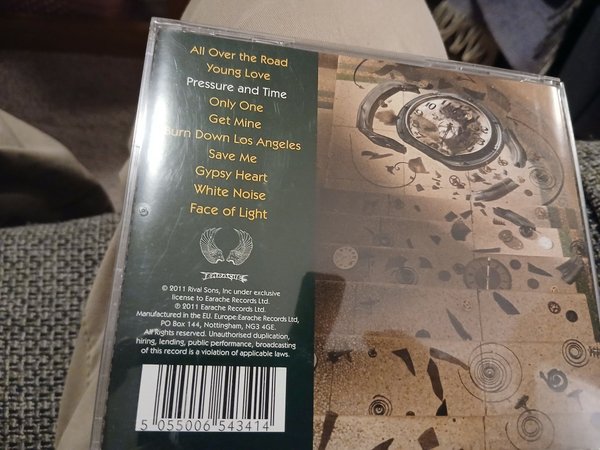 All Over the Road
Young Love
Pressure and Time
Only One
Get Mine
Burn Down Los Angeles
Save Me
Gypsy Heart
White Noise
Face of Light
EARACHE
© 2011 Rival Sons, Inc under exclusive
license to Earache Records Ltd.
℗ 2011 Earache Records Ltd.
Manufactured in the EU. Europe:Earache Records Ltd,
PO Box 144, Nottingham, NG3 4GE.
All Rights reserved. Unauthorised duplication,
hiring, lending, public performance, broadcasting
of this record is a violation of applicable laws.
5 055006 543414